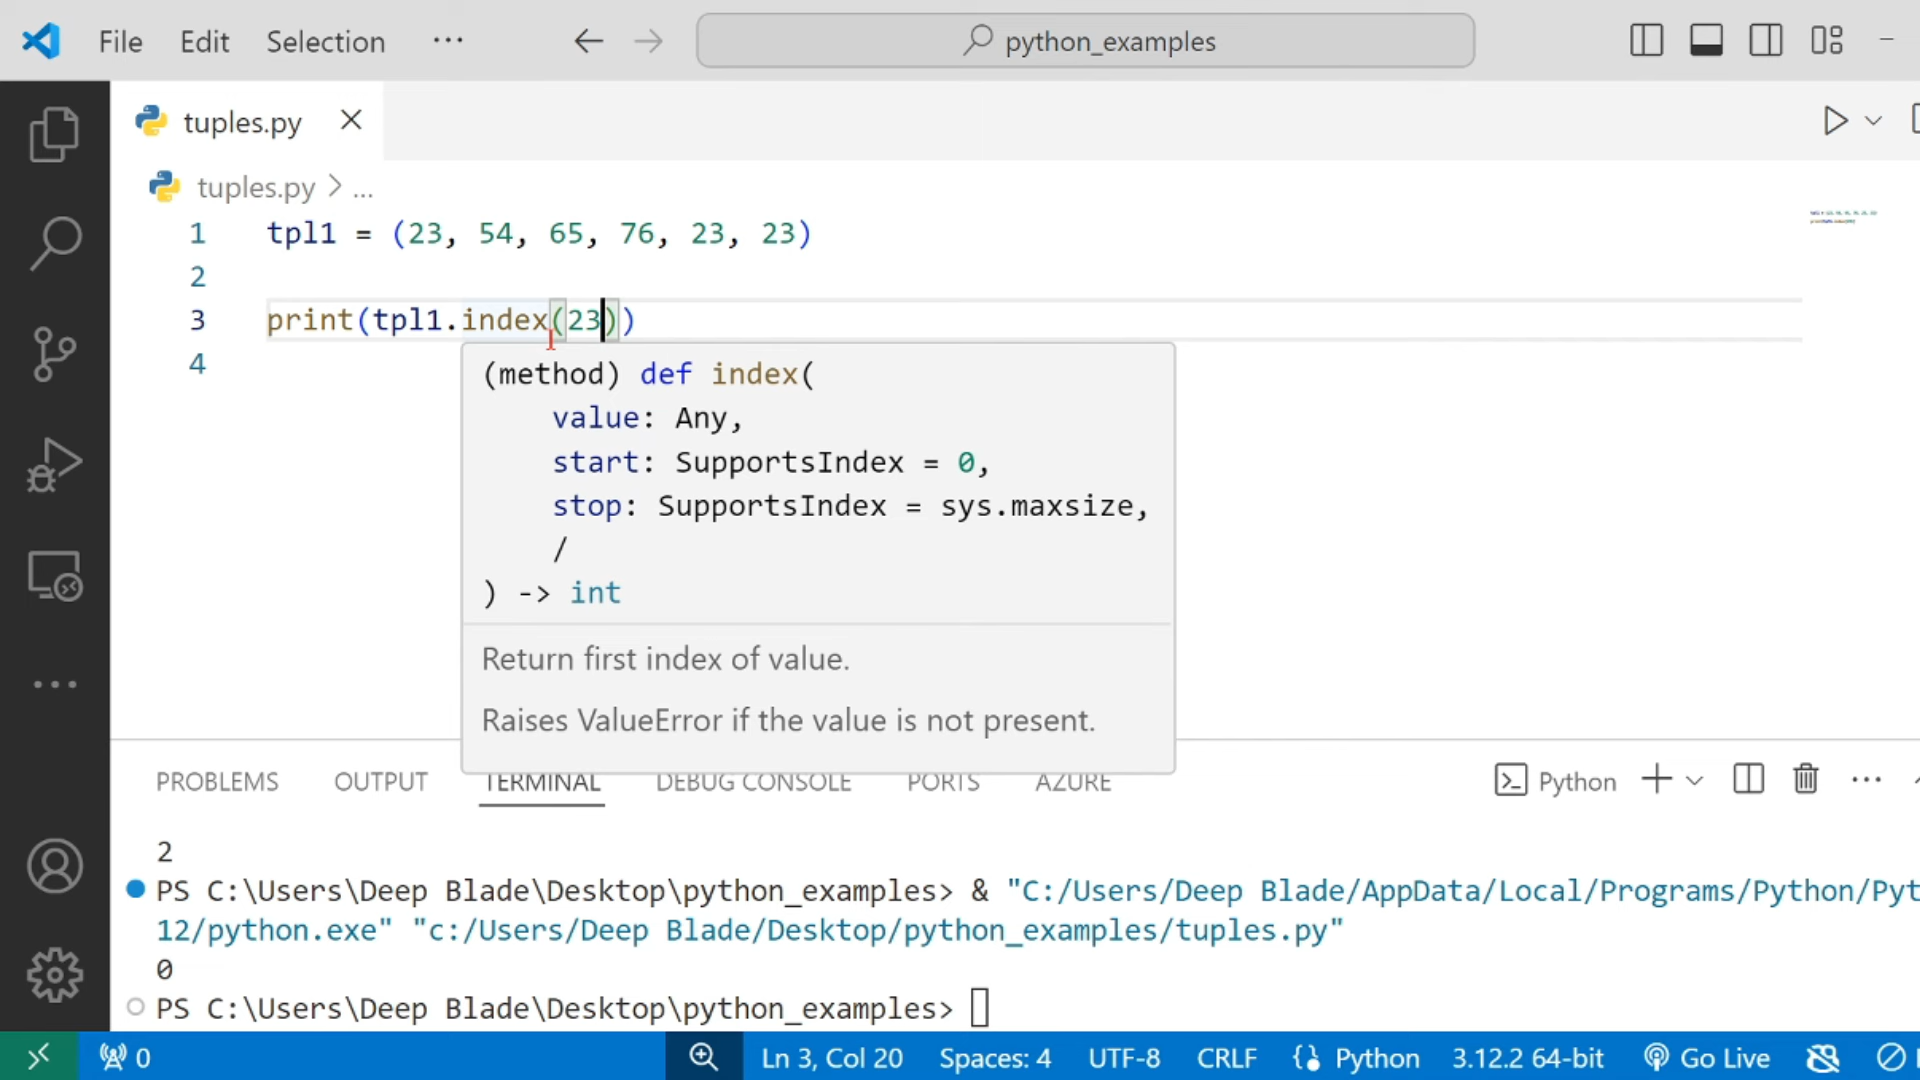 File Edit Selection ··· python_examples
tuples.py
tuples.py > ...
1 tpl1 = (23, 54, 65, 76, 23, 23)
2
3 print(tpl1.index(23))
4
(method) def index(
value: Any,
start: SupportsIndex = 0,
stop: SupportsIndex = sys.maxsize,
/
) -> int
Return first index of value.
Raises ValueError if the value is not present.
PROBLEMS OUTPUT TERMINAL DEBUG CONSOLE PORTS AZURE Python
2
PS C:\Users\Deep Blade\Desktop\python_examples> & "C:/Users/Deep Blade/AppData/Local/Programs/Python/Pyt
12/python.exe" "c:/Users/Deep Blade/Desktop/python_examples/tuples.py"
0
PS C:\Users\Deep Blade\Desktop\python_examples>
0 Ln 3, Col 20 Spaces: 4 UTF-8 CRLF Python 3.12.2 64-bit Go Live